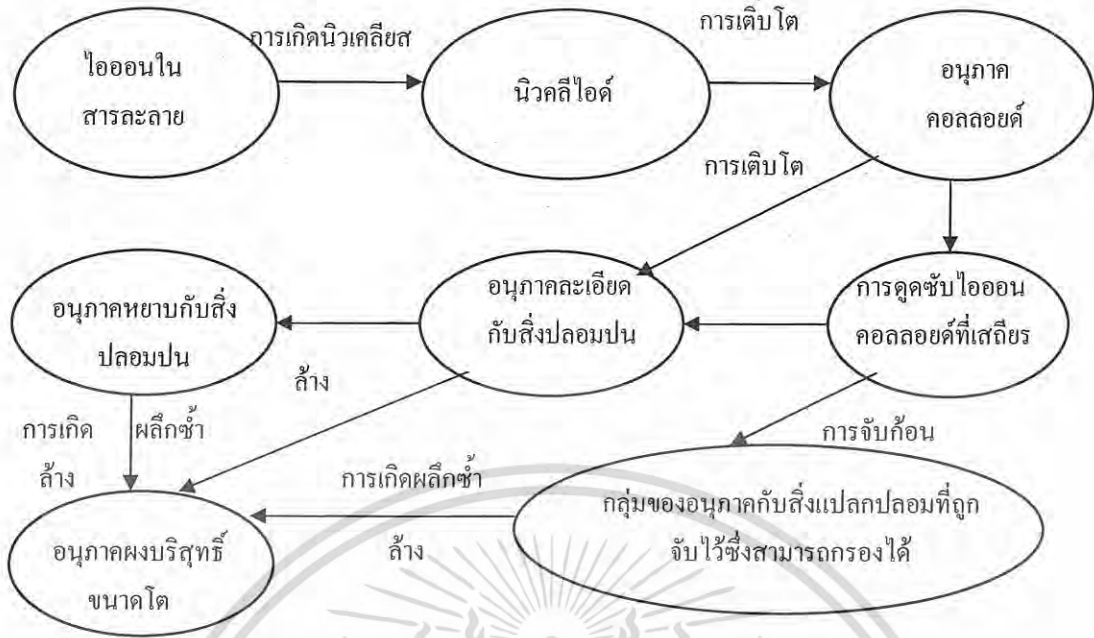 การเกิดนิวเคลียส
การเติบโต
ไอออนใน
สารละลาย
นิวคลีไอด์
อนุภาค
คอลลอยด์
การเติบโต
อนุภาคหยาบกับสิ่ง
ปลอมปน
อนุภาคละเอียด
กับสิ่งปลอมปน
การดูดซับไอออน
คอลลอยด์ที่เสถียร
ล้าง
การเกิด
ผลึกซ้ำ
ล้าง
การจับก้อน
การเกิดผลึกซ้ำ
ล้าง
กลุ่มของอนุภาคกับสิ่งแปลกปลอมที่ถูก
จับไว้ซึ่งสามารถกรองได้
อนุภาคผงบริสุทธิ์
ขนาดโต